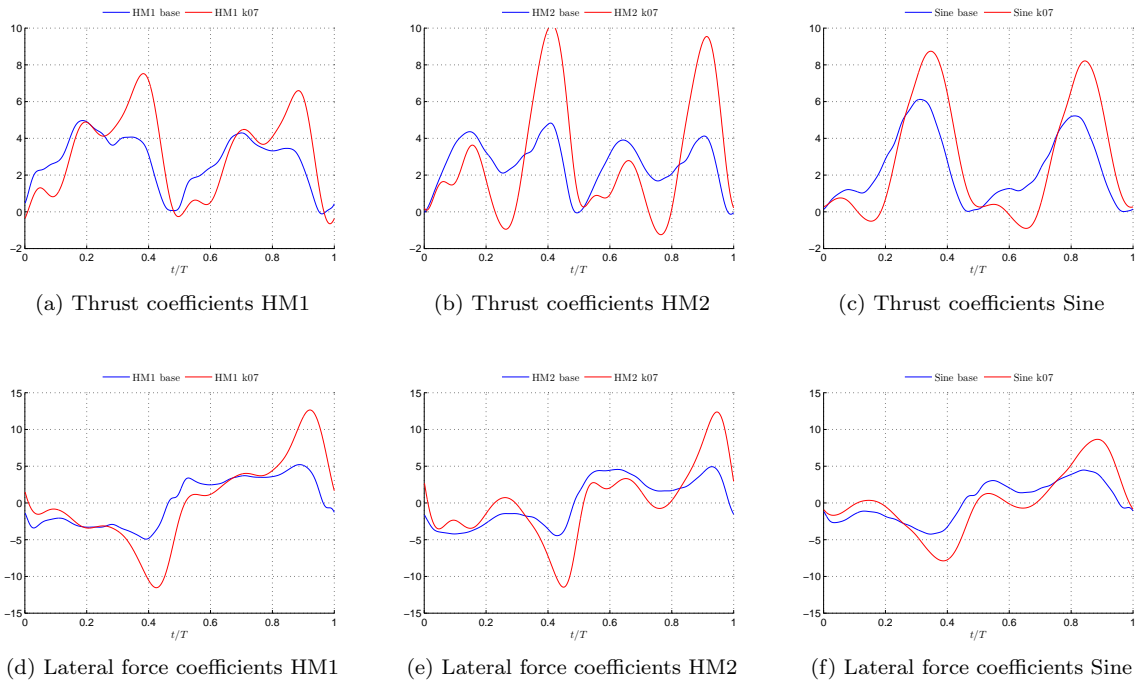 HM1 base HM1 k07
HM2 base HM2 k07
Sine base Sine k07
10
8
6
4
2
0
−2
0 0.2 0.4 0.6 0.8 1
t/T
10
8
6
4
2
0
−2
0 0.2 0.4 0.6 0.8 1
t/T
10
8
6
4
2
0
−2
0 0.2 0.4 0.6 0.8 1
t/T
(a) Thrust coefficients HM1
(b) Thrust coefficients HM2
(c) Thrust coefficients Sine
HM1 base HM1 k07
HM2 base HM2 k07
Sine base Sine k07
15
10
5
0
−5
−10
−15
0 0.2 0.4 0.6 0.8 1
t/T
15
10
5
0
−5
−10
−15
0 0.2 0.4 0.6 0.8 1
t/T
15
10
5
0
−5
−10
−15
0 0.2 0.4 0.6 0.8 1
t/T
(d) Lateral force coefficients HM1
(e) Lateral force coefficients HM2
(f) Lateral force coefficients Sine